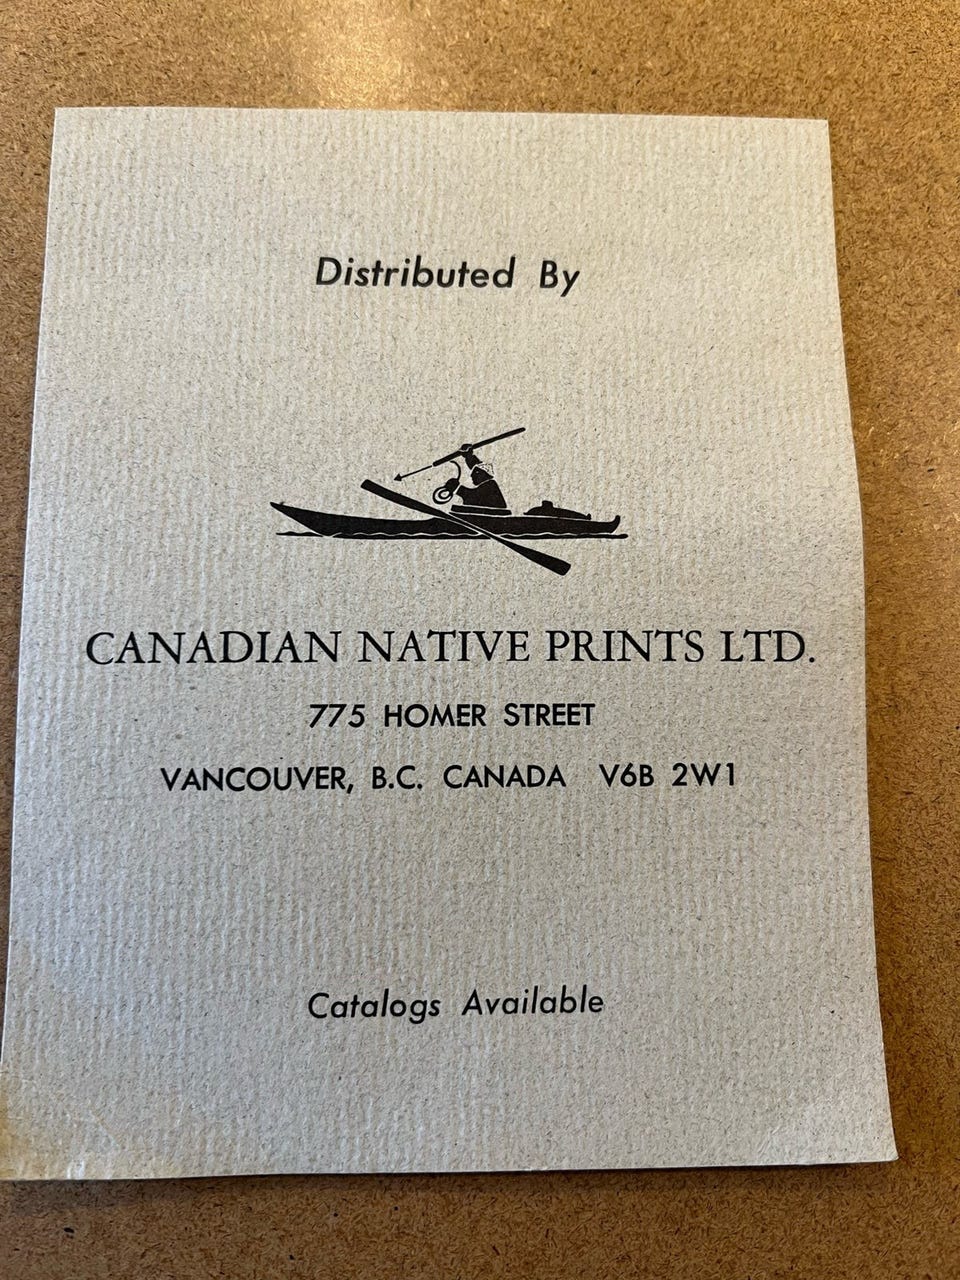 Distributed By
CANADIAN NATIVE PRINTS LTD.
775 HOMER STREET
VANCOUVER, B.C. CANADA V6B 2W1
Catalogs Available